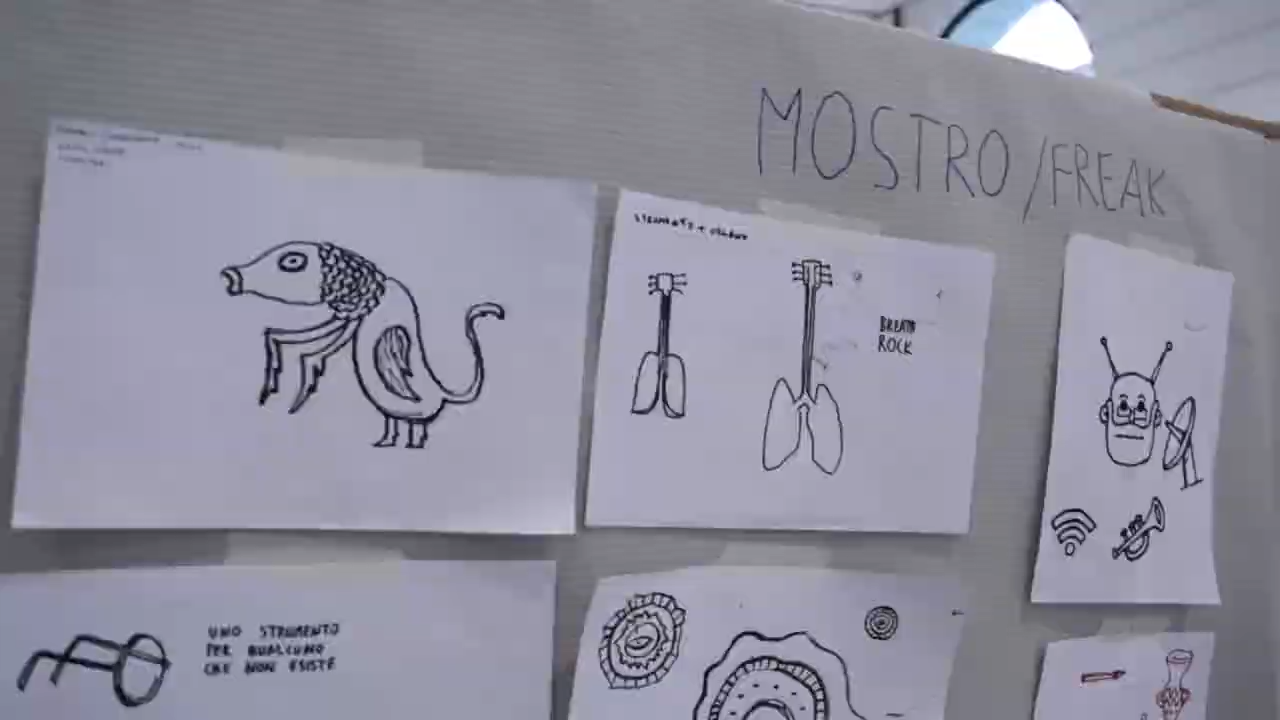 MOSTRO/FREAK
BREATH
ROCK
UNO STRUMENTO
PER QUALCUNO
CHE NON ESISTE